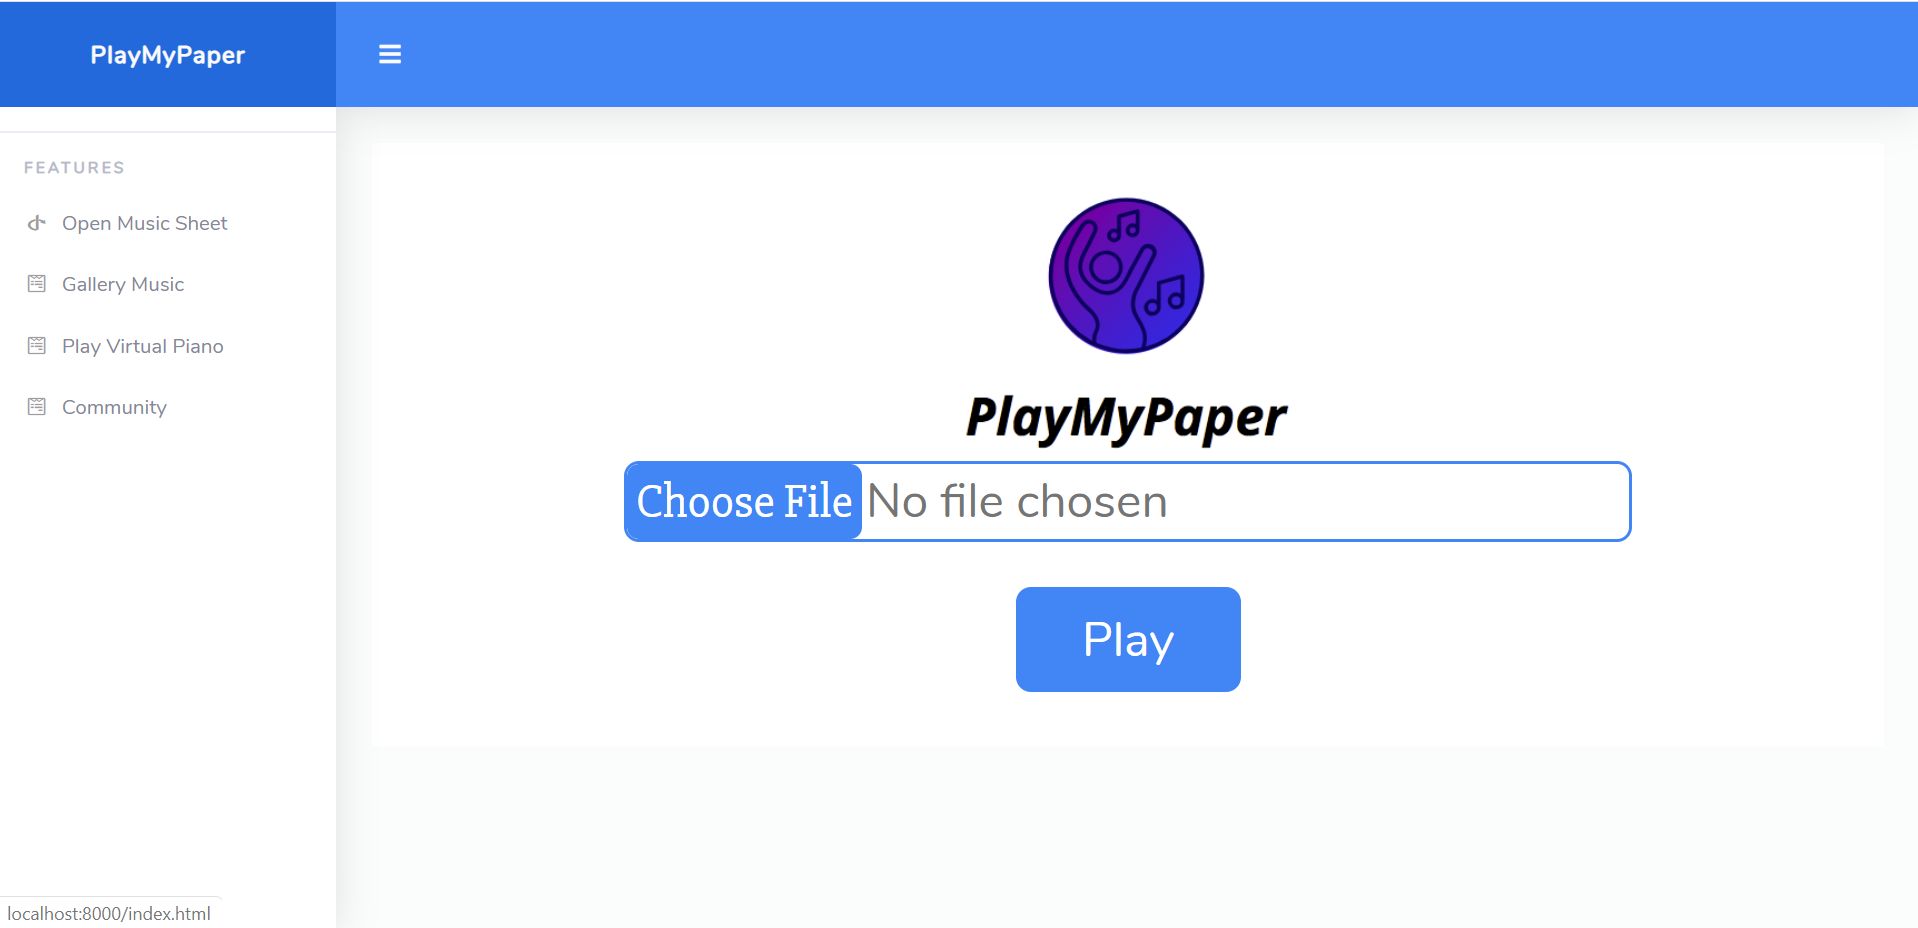 PlayMyPaper
FEATURES
Open Music Sheet
Gallery Music
Play Virtual Piano
Community
PlayMyPaper
Choose File No file chosen
Play
localhost:8000/index.html